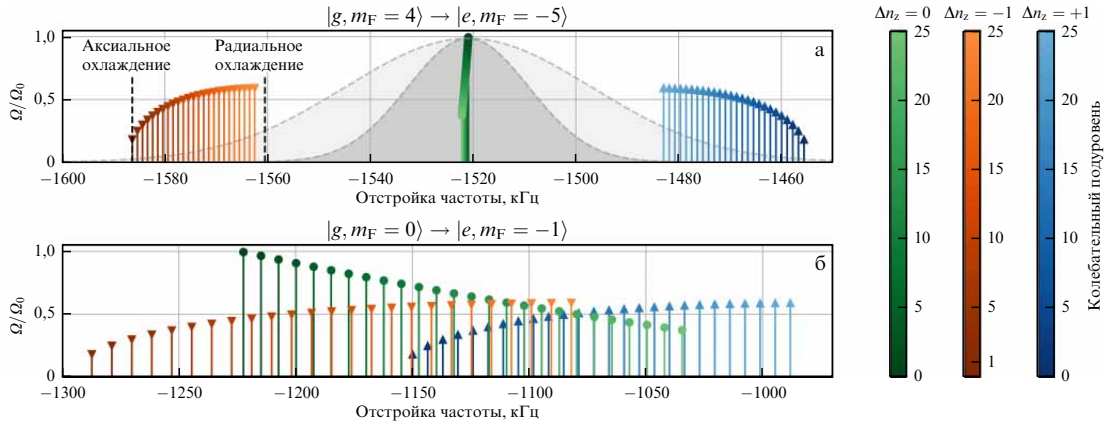 |g, m_F = 4⟩ → |e, m_F = −5⟩
Δn_z = 0
Δn_z = −1
Δn_z = +1
Ω/Ω_0
1,0
0,5
0
Аксиальное
охлаждение
Радиальное
охлаждение
а
−1600
−1580
−1560
−1540
−1520
−1500
−1480
−1460
Отстройка частоты, кГц
|g, m_F = 0⟩ → |e, m_F = −1⟩
Ω/Ω_0
1,0
0,5
0
б
−1300
−1250
−1200
−1150
−1100
−1050
−1000
Отстройка частоты, кГц
25
20
15
10
5
0
25
20
15
10
5
1
25
20
15
10
5
0
Колебательный подуровень